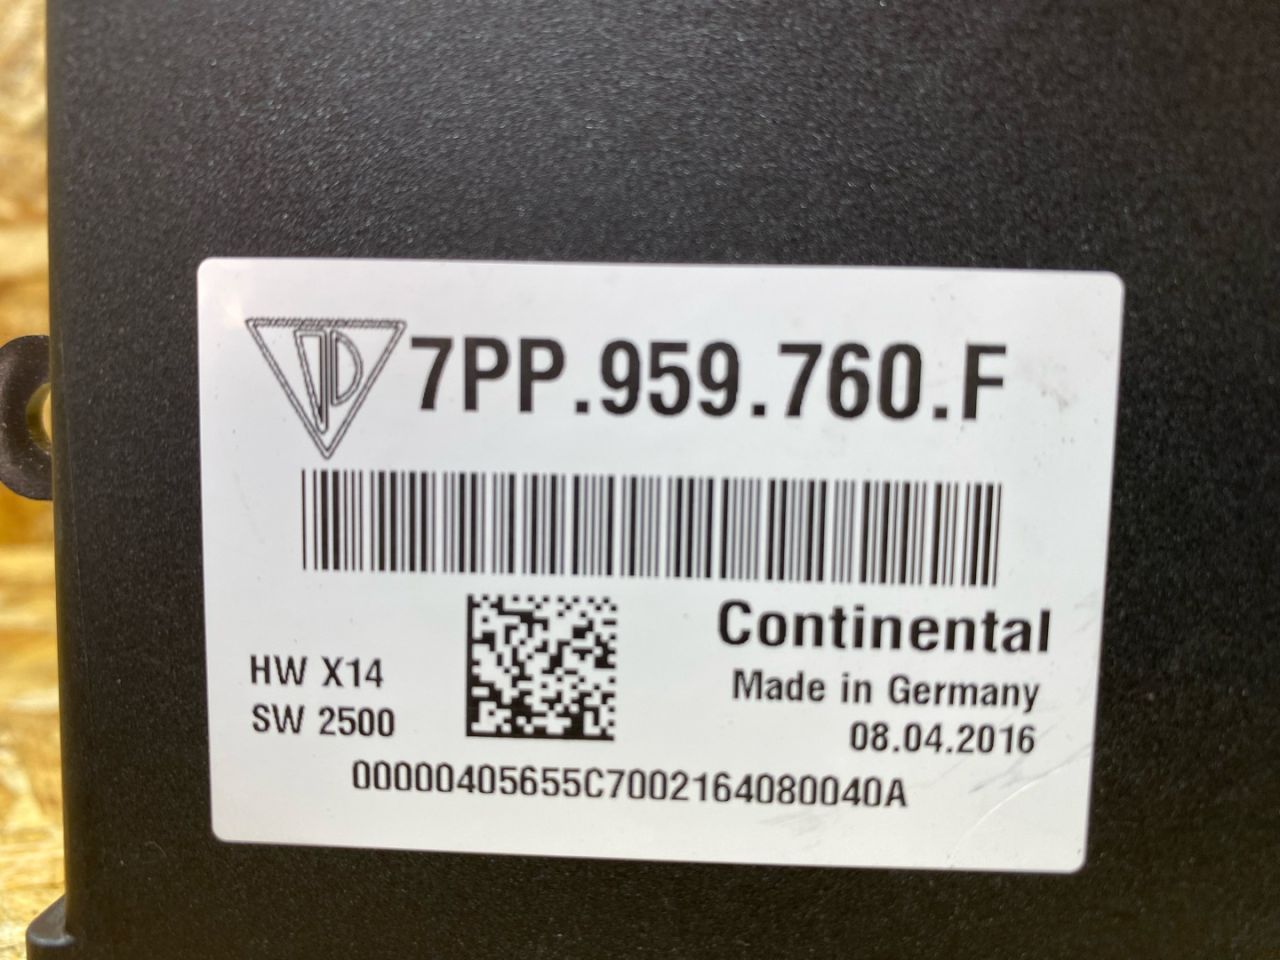 7PP.959.760.F
Continental
Made in Germany
08.04.2016
HW X14
SW 2500
00000405655C7002164080040A